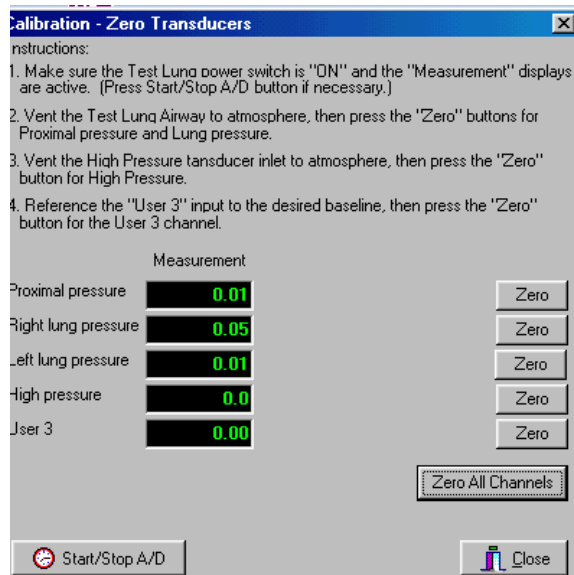 Calibration - Zero Transducers
nstructions:
1. Make sure the Test Lung power switch is "ON" and the "Measurement" displays
are active. (Press Start/Stop A/D button if necessary.)
2. Vent the Test Lung Airway to atmosphere, then press the "Zero" buttons for
Proximal pressure and Lung pressure.
3. Vent the High Pressure tansducer inlet to atmosphere, then press the "Zero"
button for High Pressure.
4. Reference the "User 3" input to the desired baseline, then press the "Zero"
button for the User 3 channel.
Measurement
Proximal pressure 0.01 Zero
Right lung pressure 0.05 Zero
Left lung pressure 0.01 Zero
High pressure 0.0 Zero
User 3 0.00 Zero
Zero All Channels
Start/Stop A/D Close